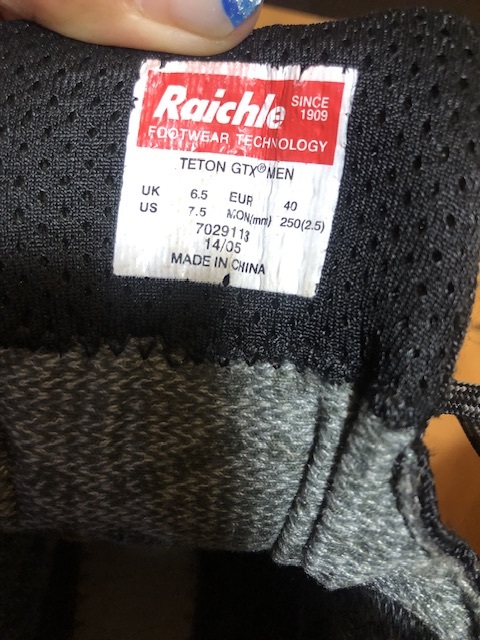 Raichle SINCE 1909
FOOTWEAR TECHNOLOGY
TETON GTX® MEN
UK 6.5 EUR 40
US 7.5 MON(mm) 250(2.5)
7029113
14/05
MADE IN CHINA